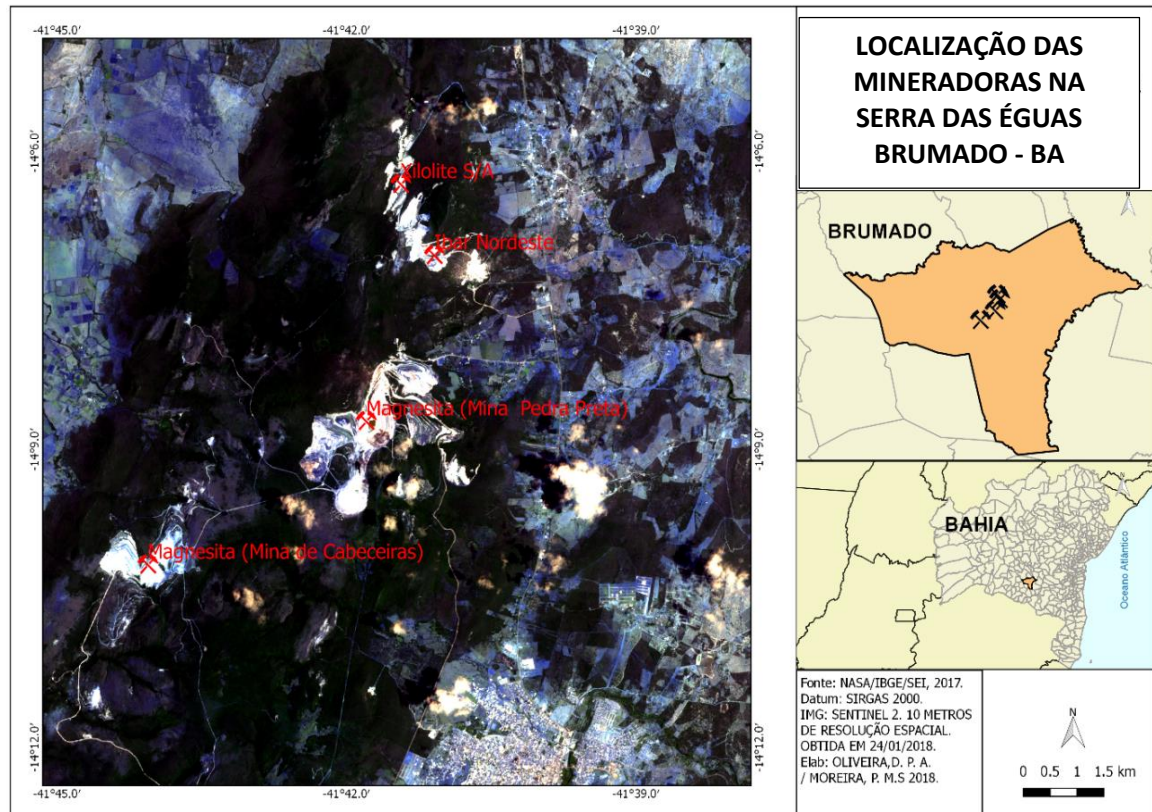 -41°45.0'
-41°42.0'
-41°39.0'
-14°6.0'
-14°9.0'
-14°12.0'
Xilolite S/A
Ibar Nordeste
Magnesita (Mina Pedra Preta)
Magnesita (Mina de Cabeceiras)
-14°6.0'
-14°9.0'
-14°12.0'
-41°45.0'
-41°42.0'
-41°39.0'
LOCALIZAÇÃO DAS
MINERADORAS NA
SERRA DAS ÉGUAS
BRUMADO - BA
N
BRUMADO
N
BAHIA
Oceano Atlântico
Fonte: NASA/IBGE/SEI, 2017.
Datum: SIRGAS 2000.
IMG: SENTINEL 2. 10 METROS
DE RESOLUÇÃO ESPACIAL.
OBTIDA EM 24/01/2018.
Elab: OLIVEIRA,D. P. A.
/ MOREIRA, P. M.S 2018.
N
0 0.5 1 1.5 km